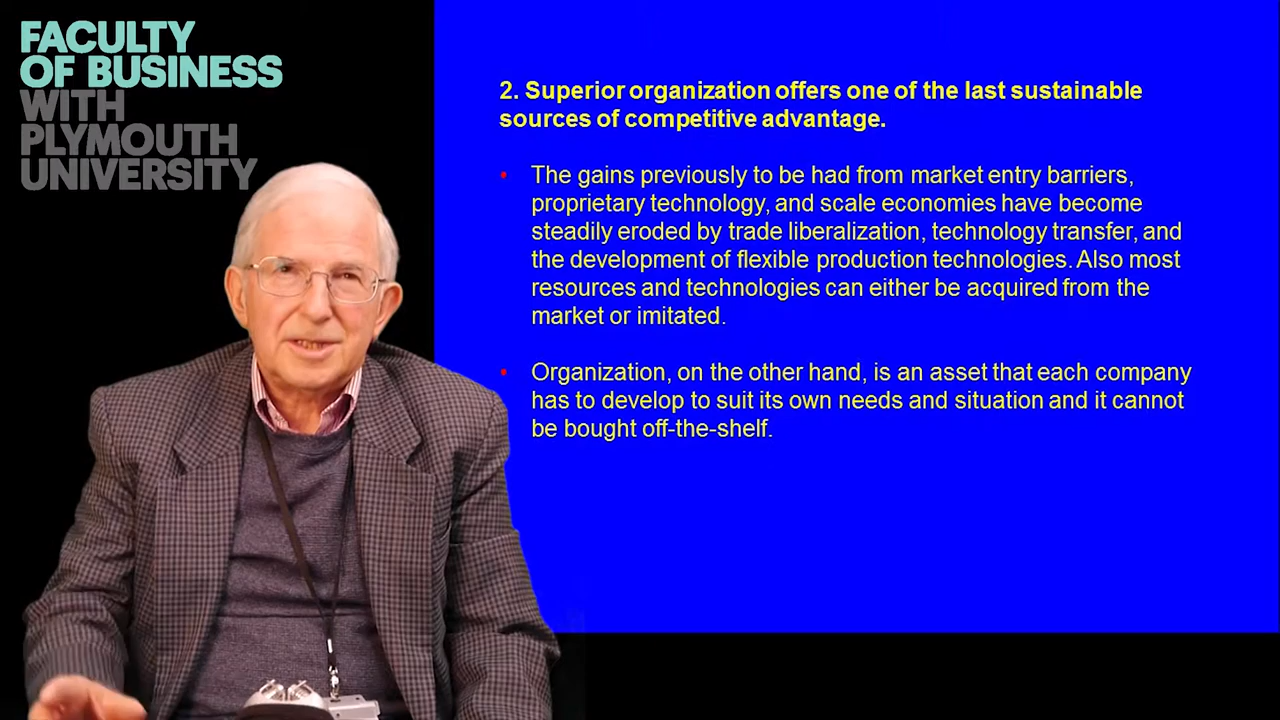 FACULTY
OF BUSINESS
WITH
PLYMOUTH
UNIVERSITY
2. Superior organization offers one of the last sustainable
sources of competitive advantage.
• The gains previously to be had from market entry barriers,
proprietary technology, and scale economies have become
steadily eroded by trade liberalization, technology transfer, and
the development of flexible production technologies. Also most
resources and technologies can either be acquired from the
market or imitated.
• Organization, on the other hand, is an asset that each company
has to develop to suit its own needs and situation and it cannot
be bought off-the-shelf.